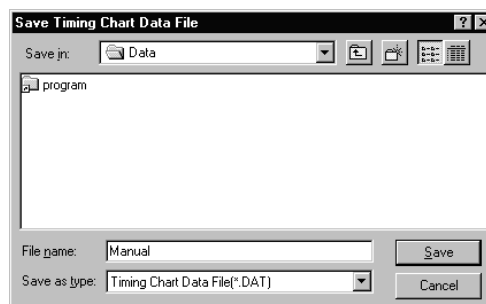 Save Timing Chart Data File
Save in: Data
program
File name: Manual Save
Save as type: Timing Chart Data File(*.DAT) Cancel